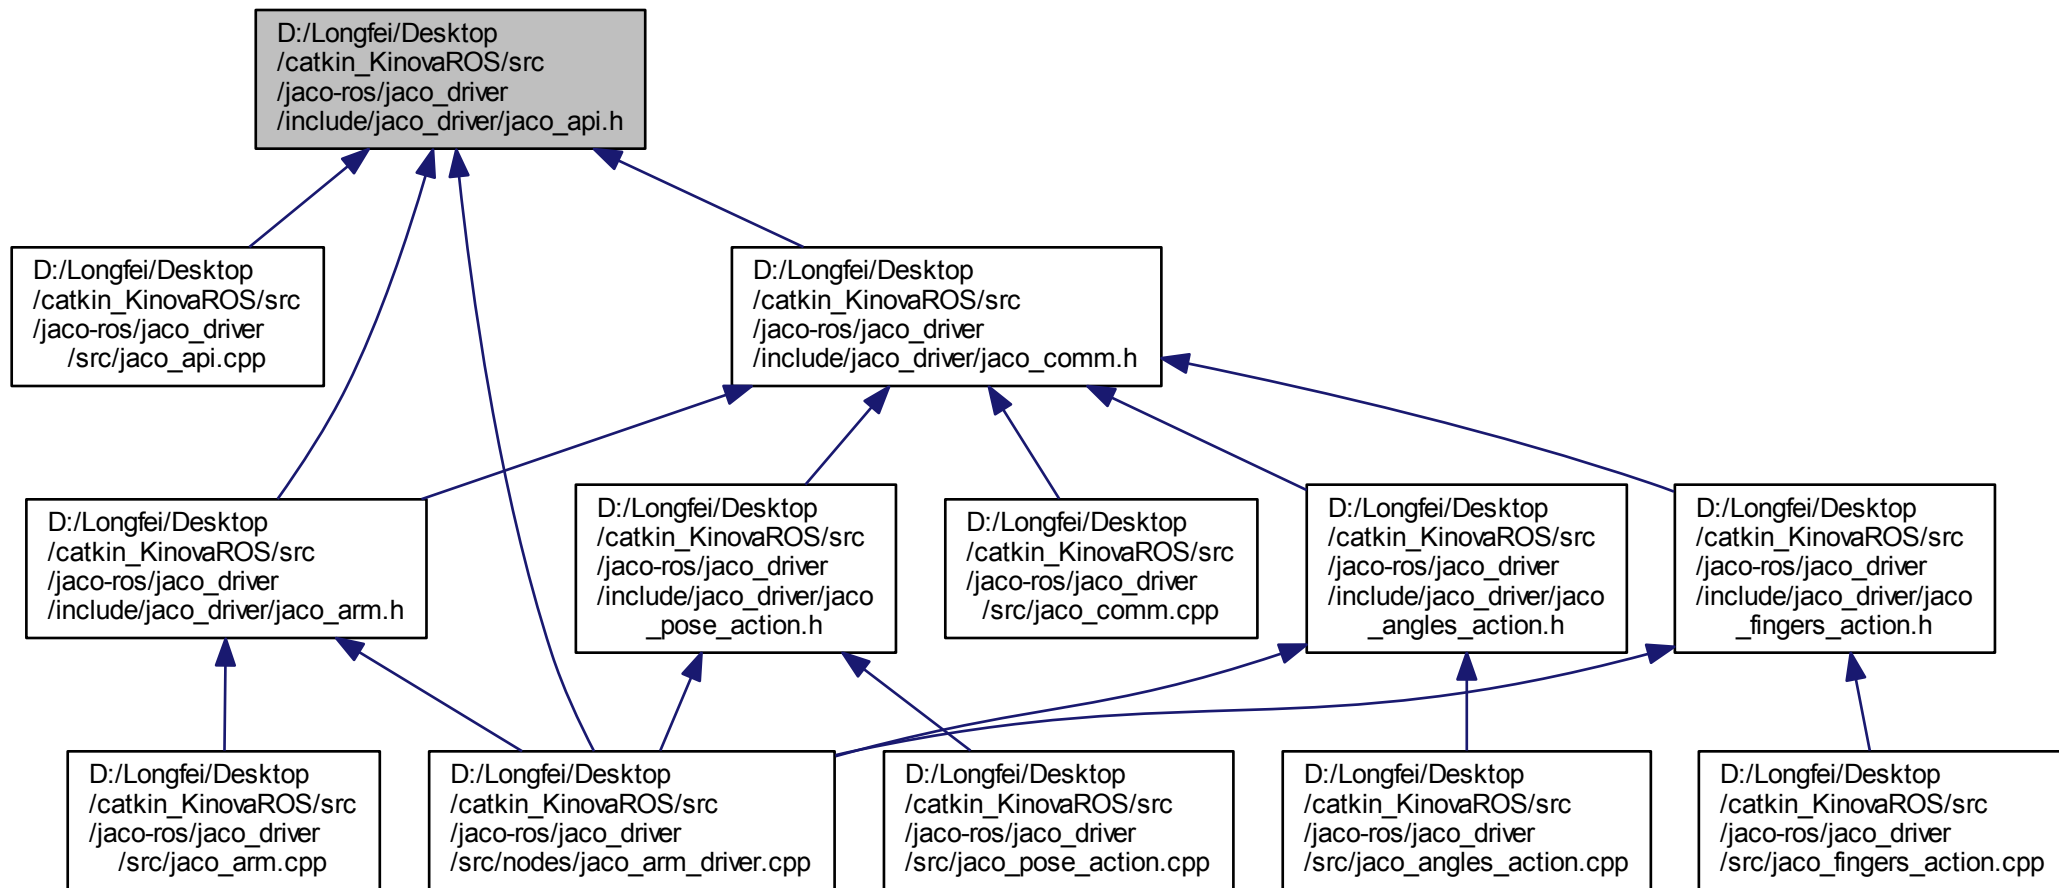 D:/Longfei/Desktop
/catkin_KinovaROS/src
/jaco-ros/jaco_driver
/include/jaco_driver/jaco_api.h
D:/Longfei/Desktop
/catkin_KinovaROS/src
/jaco-ros/jaco_driver
/src/jaco_api.cpp
D:/Longfei/Desktop
/catkin_KinovaROS/src
/jaco-ros/jaco_driver
/include/jaco_driver/jaco_comm.h
D:/Longfei/Desktop
/catkin_KinovaROS/src
/jaco-ros/jaco_driver
/include/jaco_driver/jaco_arm.h
D:/Longfei/Desktop
/catkin_KinovaROS/src
/jaco-ros/jaco_driver
/include/jaco_driver/jaco
_pose_action.h
D:/Longfei/Desktop
/catkin_KinovaROS/src
/jaco-ros/jaco_driver
/src/jaco_comm.cpp
D:/Longfei/Desktop
/catkin_KinovaROS/src
/jaco-ros/jaco_driver
/include/jaco_driver/jaco
_angles_action.h
D:/Longfei/Desktop
/catkin_KinovaROS/src
/jaco-ros/jaco_driver
/include/jaco_driver/jaco
_fingers_action.h
D:/Longfei/Desktop
/catkin_KinovaROS/src
/jaco-ros/jaco_driver
/src/jaco_arm.cpp
D:/Longfei/Desktop
/catkin_KinovaROS/src
/jaco-ros/jaco_driver
/src/nodes/jaco_arm_driver.cpp
D:/Longfei/Desktop
/catkin_KinovaROS/src
/jaco-ros/jaco_driver
/src/jaco_pose_action.cpp
D:/Longfei/Desktop
/catkin_KinovaROS/src
/jaco-ros/jaco_driver
/src/jaco_angles_action.cpp
D:/Longfei/Desktop
/catkin_KinovaROS/src
/jaco-ros/jaco_driver
/src/jaco_fingers_action.cpp